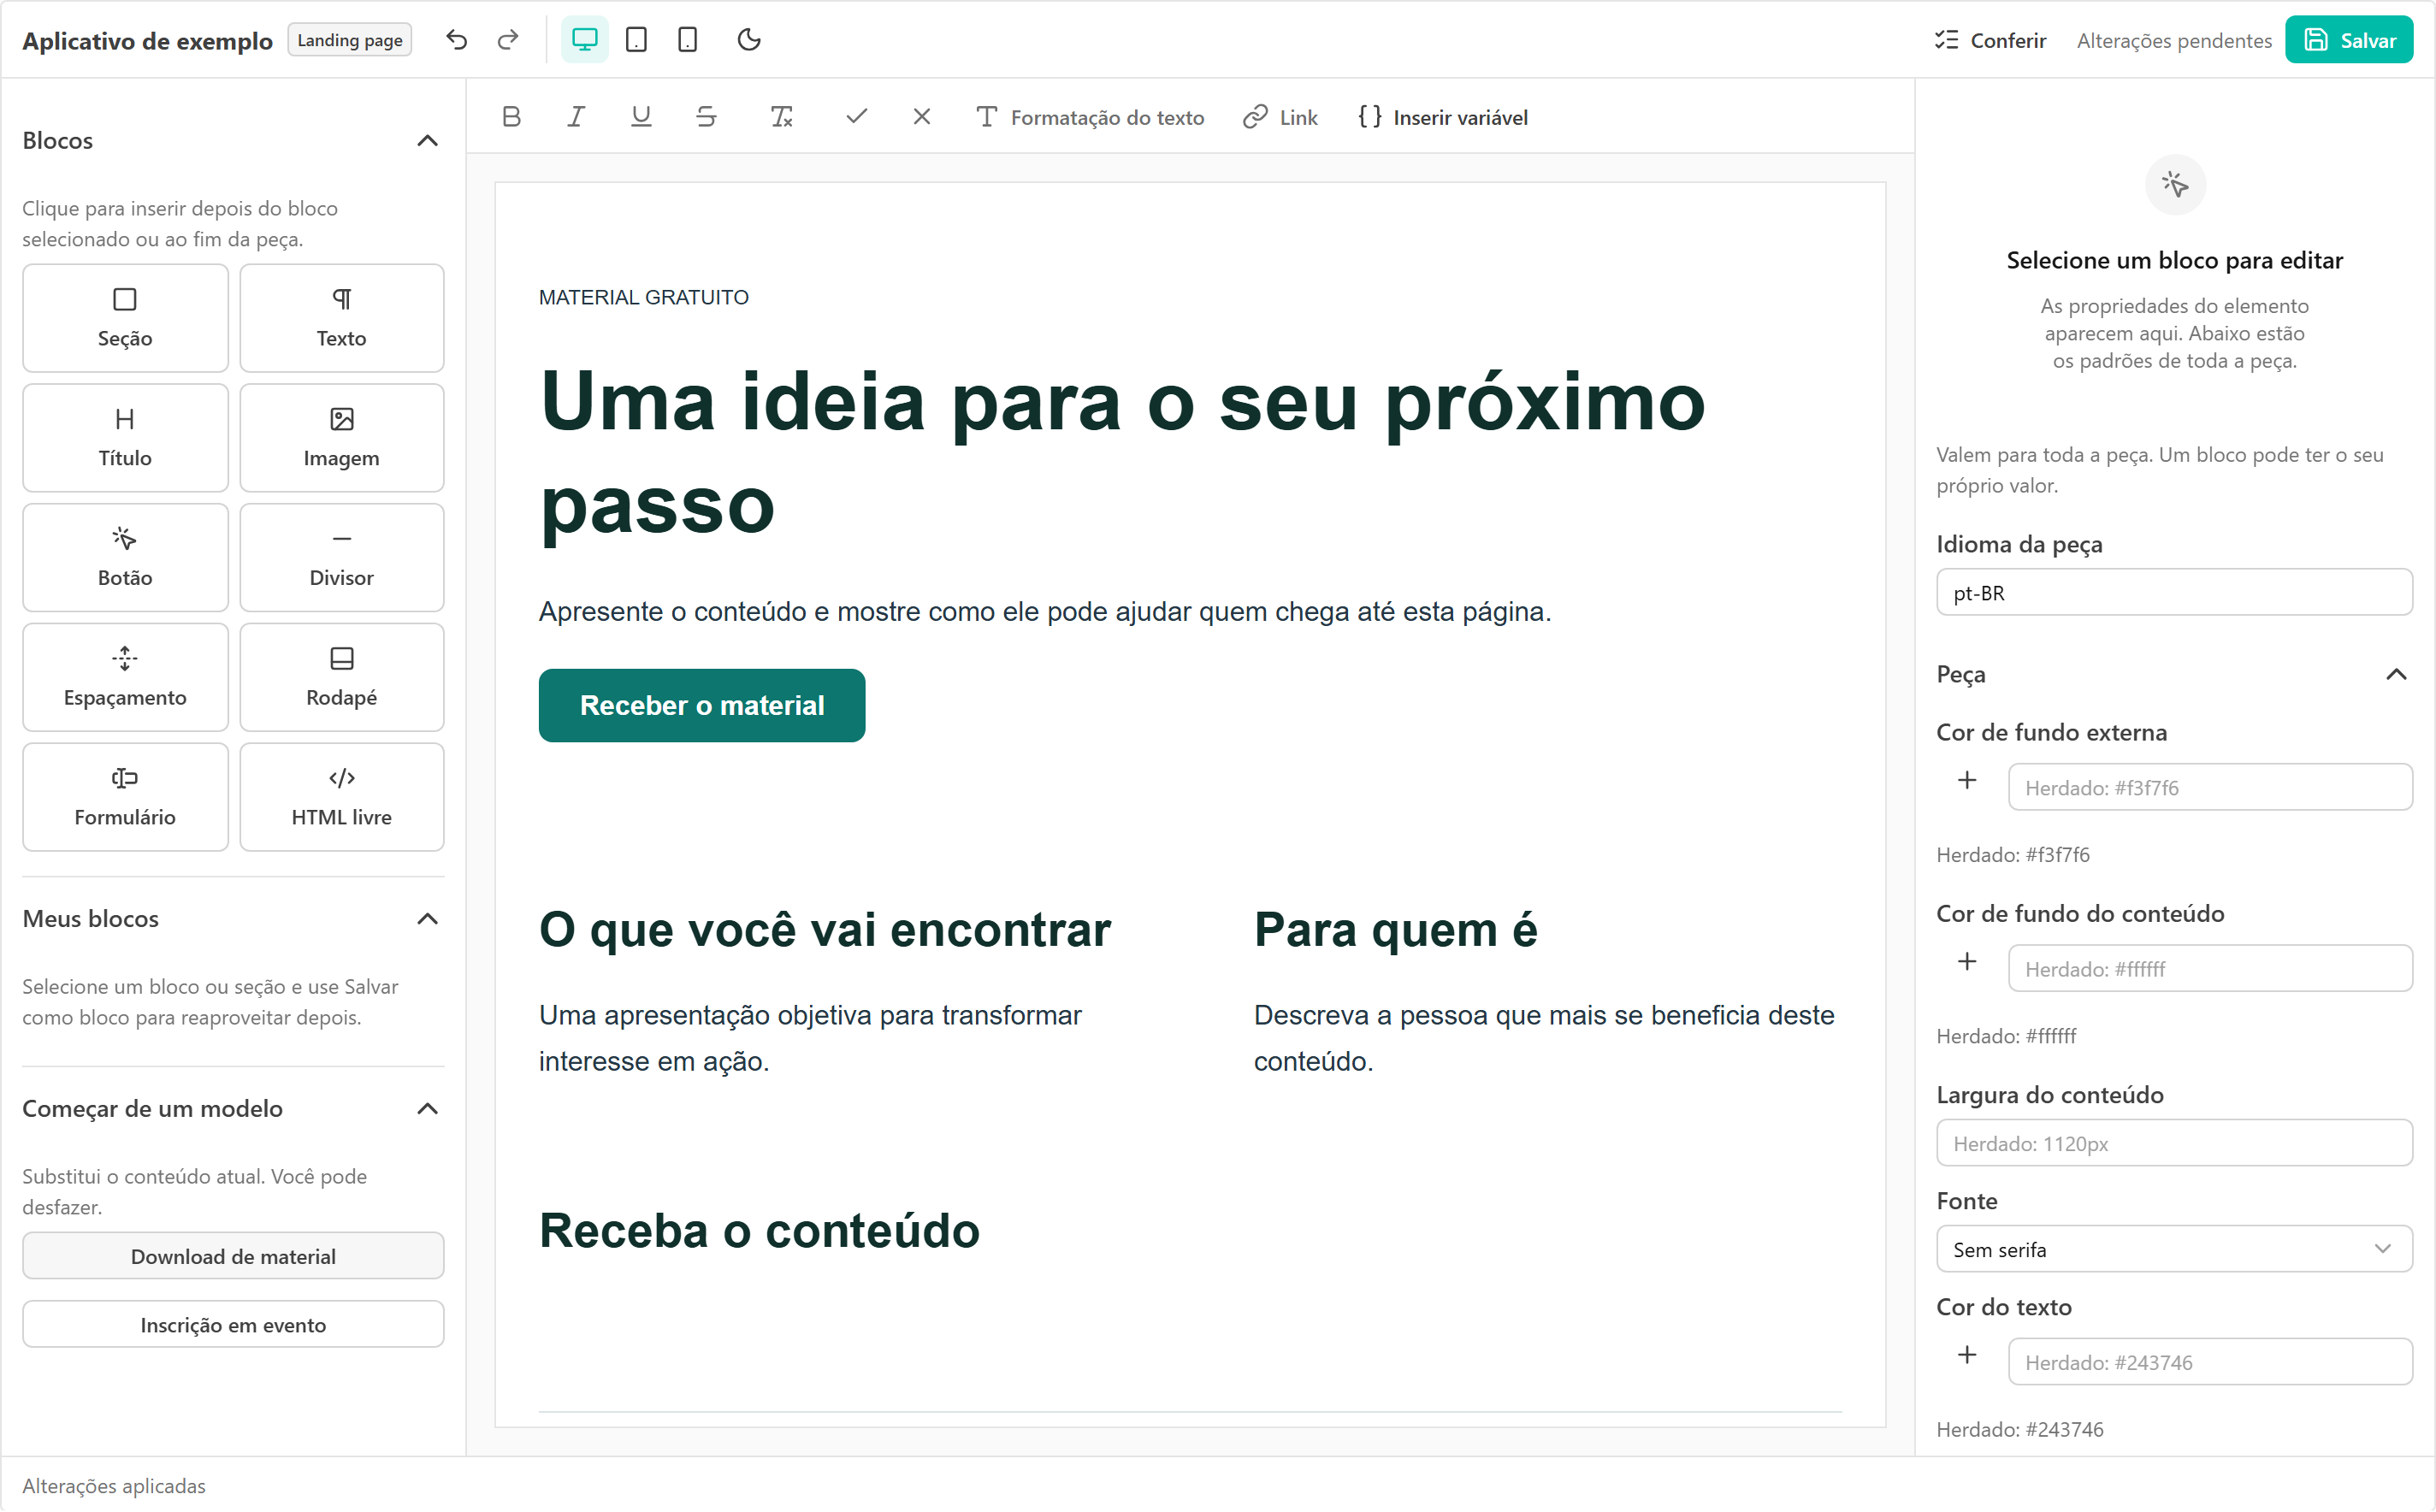 Aplicativo de exemplo
Landing page
Conferir
Alterações pendentes
Salvar
Blocos
Clique para inserir depois do bloco
selecionado ou ao fim da peça.
Seção
Texto
Título
Imagem
Botão
Divisor
Espaçamento
Rodapé
Formulário
HTML livre
Meus blocos
Selecione um bloco ou seção e use Salvar
como bloco para reaproveitar depois.
Começar de um modelo
Substitui o conteúdo atual. Você pode
desfazer.
Download de material
Inscrição em evento
Formatação do texto
Link
Inserir variável
MATERIAL GRATUITO
Uma ideia para o seu próximo
passo
Apresente o conteúdo e mostre como ele pode ajudar quem chega até esta página.
Receber o material
O que você vai encontrar
Uma apresentação objetiva para transformar
interesse em ação.
Para quem é
Descreva a pessoa que mais se beneficia deste
conteúdo.
Receba o conteúdo
Selecione um bloco para editar
As propriedades do elemento
aparecem aqui. Abaixo estão
os padrões de toda a peça.
Valem para toda a peça. Um bloco pode ter o seu
próprio valor.
Idioma da peça
pt-BR
Peça
Cor de fundo externa
Herdado: #f3f7f6
Herdado: #f3f7f6
Cor de fundo do conteúdo
Herdado: #ffffff
Herdado: #ffffff
Largura do conteúdo
Herdado: 1120px
Fonte
Sem serifa
Cor do texto
Herdado: #243746
Herdado: #243746
Alterações aplicadas